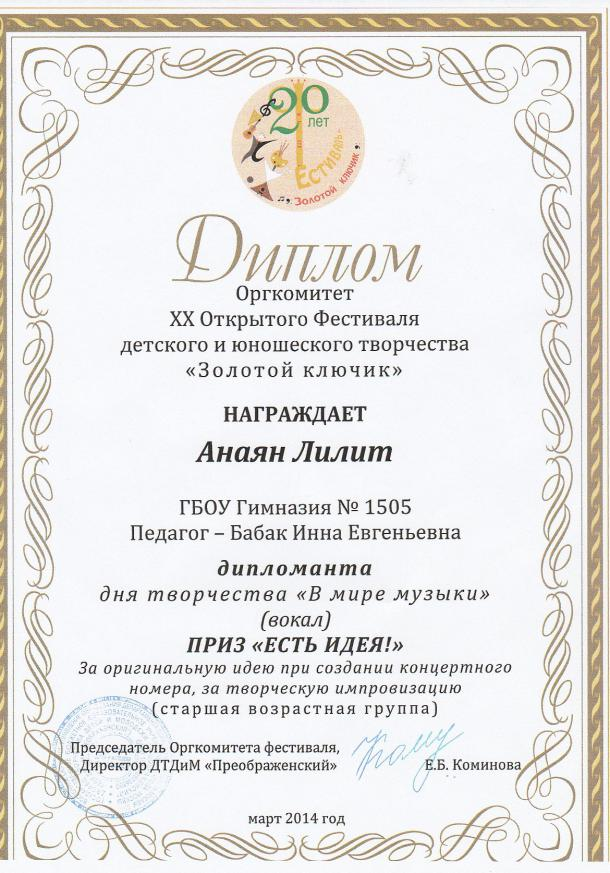 20
лет
Фестиваль
„Золотой ключик„
Диплом
Оргкомитет
XX Открытого Фестиваля
детского и юношеского творчества
«Золотой ключик»
НАГРАЖДАЕТ
Анаян Лилит
ГБОУ Гимназия № 1505
Педагог – Бабак Инна Евгеньевна
дипломанта
дня творчества «В мире музыки»
(вокал)
ПРИЗ «ЕСТЬ ИДЕЯ!»
За оригинальную идею при создании концертного
номера, за творческую импровизацию
(старшая возрастная группа)
Председатель Оргкомитета фестиваля,
Директор ДТДиМ «Преображенский»
Е.Б. Коминова
март 2014 год